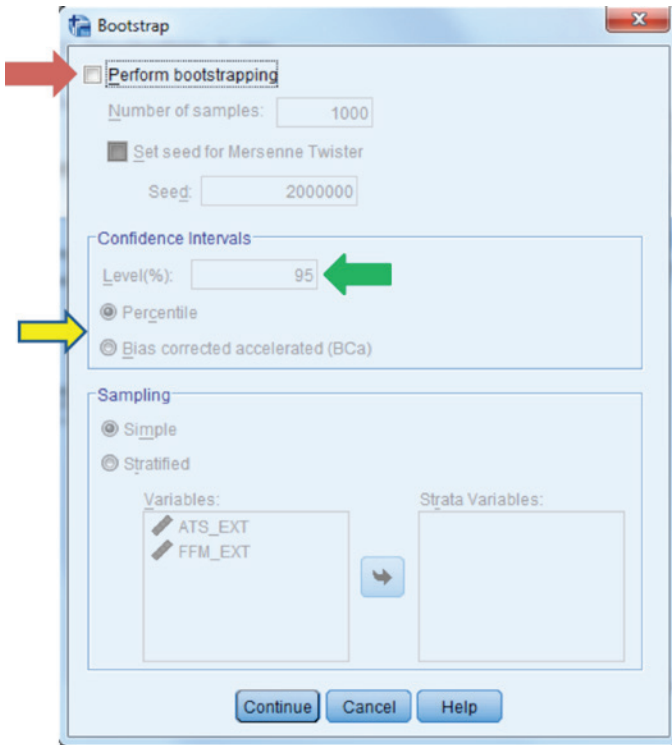 Bootstrap
Perform bootstrapping
Number of samples: 1000
Set seed for Mersenne Twister
Seed: 2000000
Confidence Intervals
Level(%): 95
Percentile
Bias corrected accelerated (BCa)
Sampling
Simple
Stratified
Variables: Strata Variables:
ATS_EXT
FFM_EXT
Continue Cancel Help